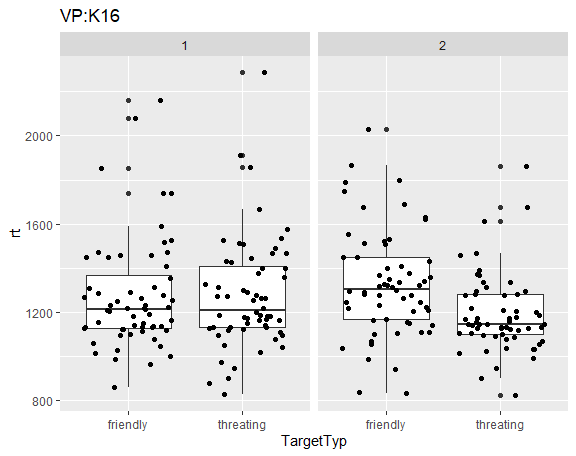 VP:K16
1
2
2000
1600
1200
800
rt
friendly
threating
friendly
threating
TargetTyp